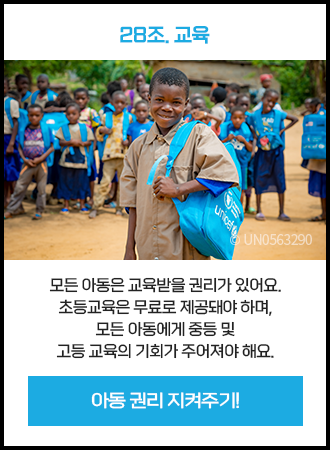 28조. 교육
unicef
© UN0563290
모든 아동은 교육받을 권리가 있어요.
초등교육은 무료로 제공돼야 하며,
모든 아동에게 중등 및
고등 교육의 기회가 주어져야 해요.
아동 권리 지켜주기!